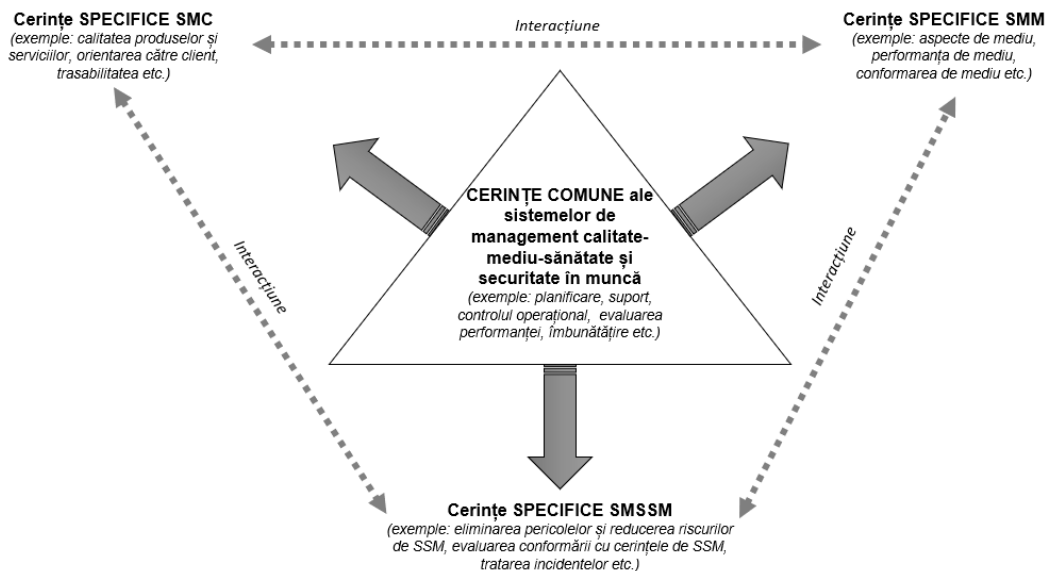 Cerințe SPECIFICE SMC
(exemple: calitatea produselor și
serviciilor, orientarea către client,
trasabilitatea etc.)
Interacțiune
Cerințe SPECIFICE SMM
(exemple: aspecte de mediu,
performanța de mediu,
conformarea de mediu etc.)
CERINȚE COMUNE ale
sistemelor de
management calitate-
mediu-sănătate și
securitate în muncă
(exemple: planificare, suport,
controlul operațional, evaluarea
performanței, îmbunătățire etc.)
Interacțiune
Interacțiune
Cerințe SPECIFICE SMSSM
(exemple: eliminarea pericolelor și reducerea riscurilor
de SSM, evaluarea conformării cu cerințele de SSM,
tratarea incidentelor etc.)